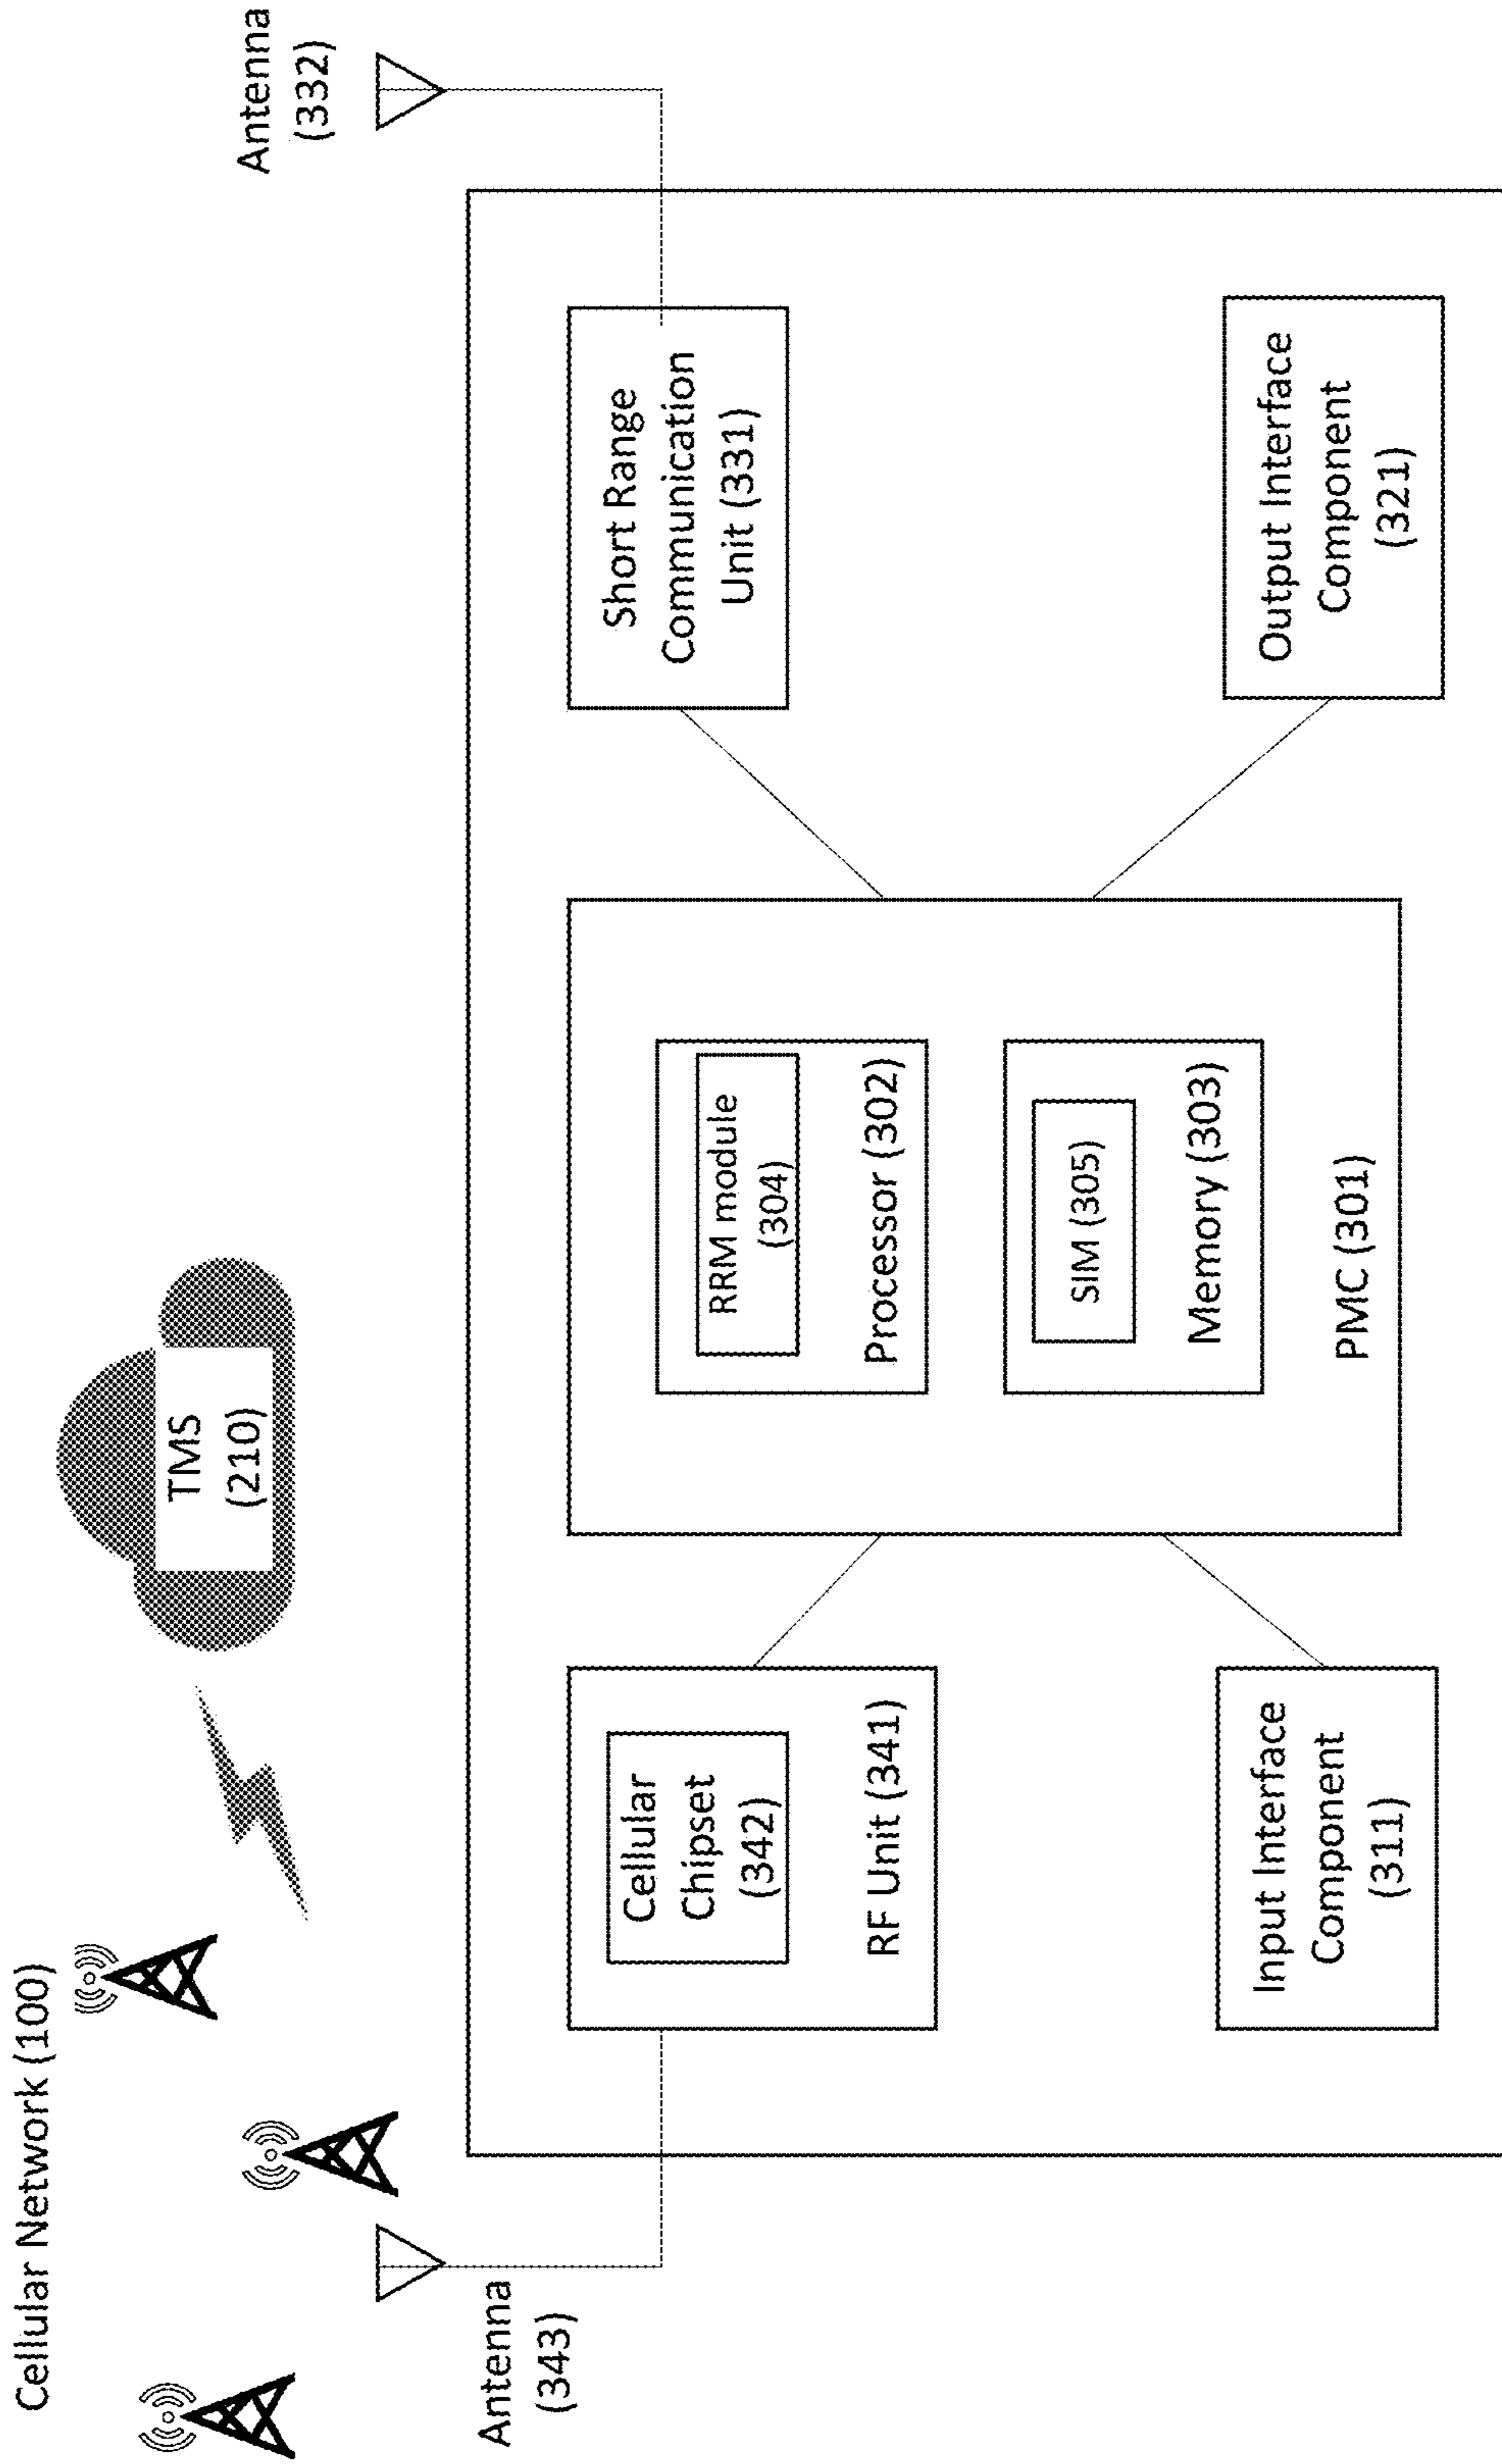 Cellular Network (100)
TMS
(210)
Antenna
(332)
Antenna
(343)
Cellular
Chipset
(342)
RF Unit (341)
RRM module
(304)
Processor (302)
SIM (305)
Memory (303)
PMC (301)
Short Range
Communication
Unit (331)
Input Interface
Component
(311)
Output Interface
Component
(321)